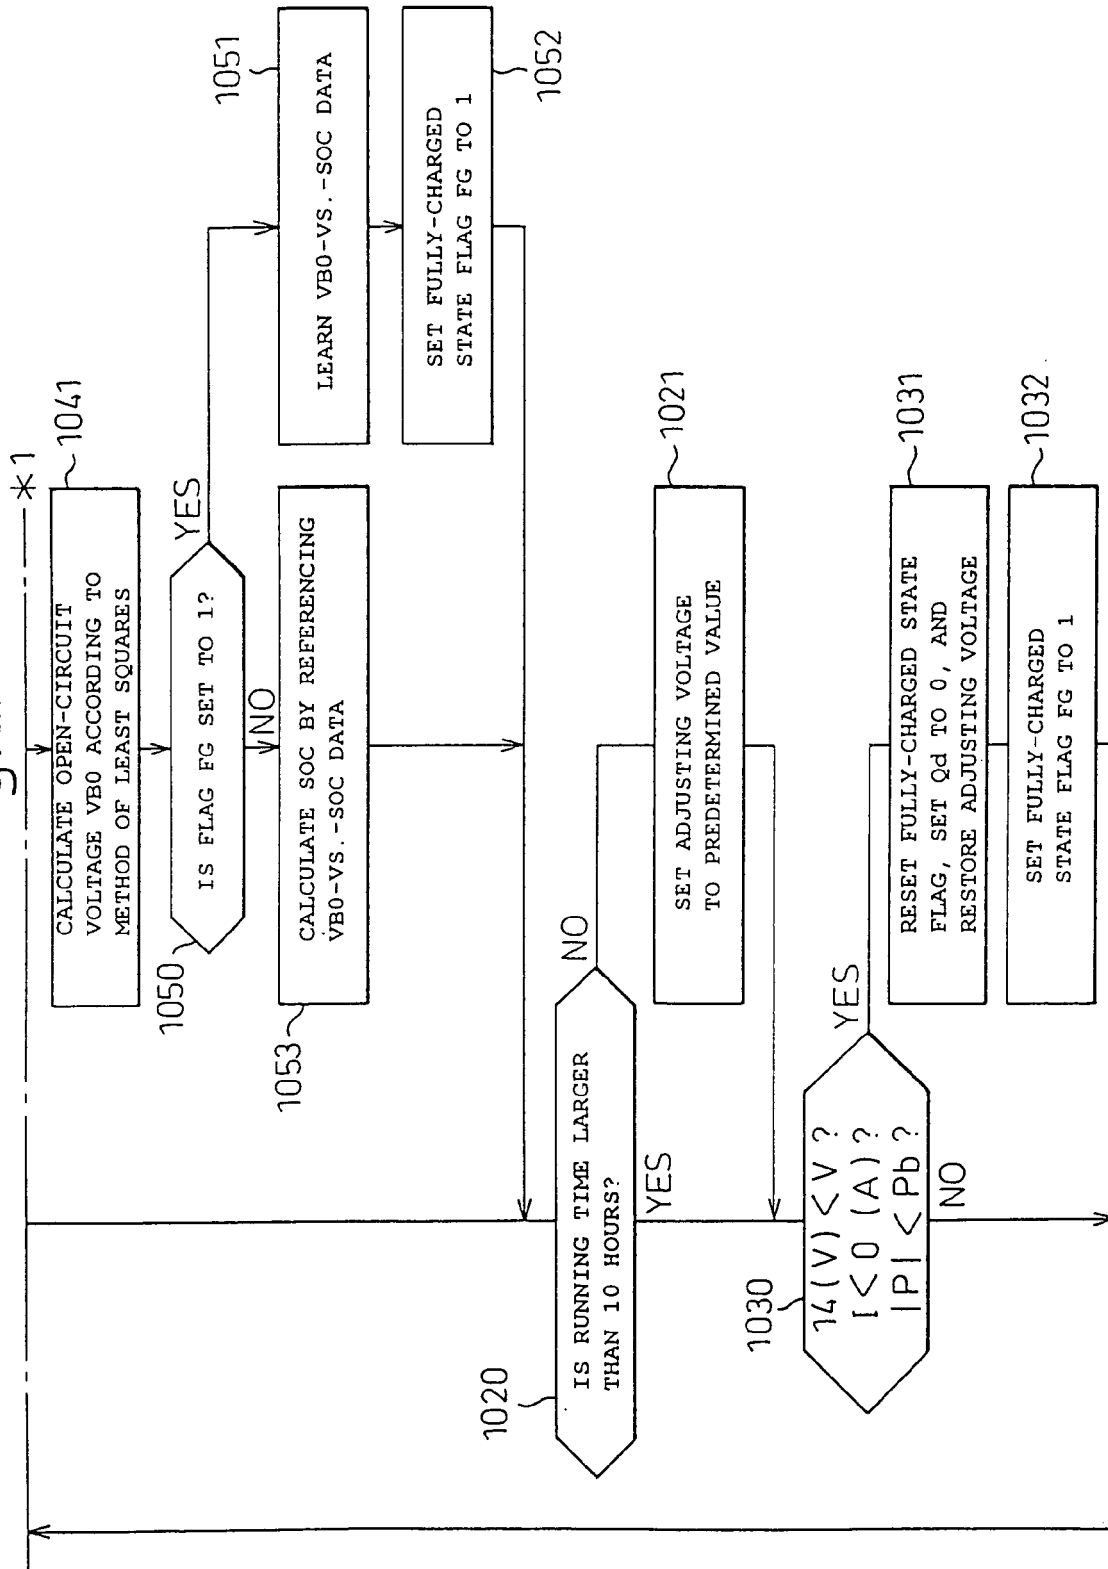 *1
CALCULATE OPEN-CIRCUIT
VOLTAGE VB0 ACCORDING TO
METHOD OF LEAST SQUARES
1041
IS FLAG FG SET TO 1?
1050
YES
NO
LEARN VB0-VS.-SOC DATA
1051
CALCULATE SOC BY REFERENCING
VB0-VS.-SOC DATA
1053
SET FULLY-CHARGED
STATE FLAG FG TO 1
1052
IS RUNNING TIME LARGER
THAN 10 HOURS?
1020
NO
YES
SET ADJUSTING VOLTAGE
TO PREDETERMINED VALUE
1021
14(V)<V?
I<0 (A)?
|P|<Pb?
1030
YES
NO
RESET FULLY-CHARGED STATE
FLAG, SET Qd TO 0, AND
RESTORE ADJUSTING VOLTAGE
1031
SET FULLY-CHARGED
STATE FLAG FG TO 1
1032